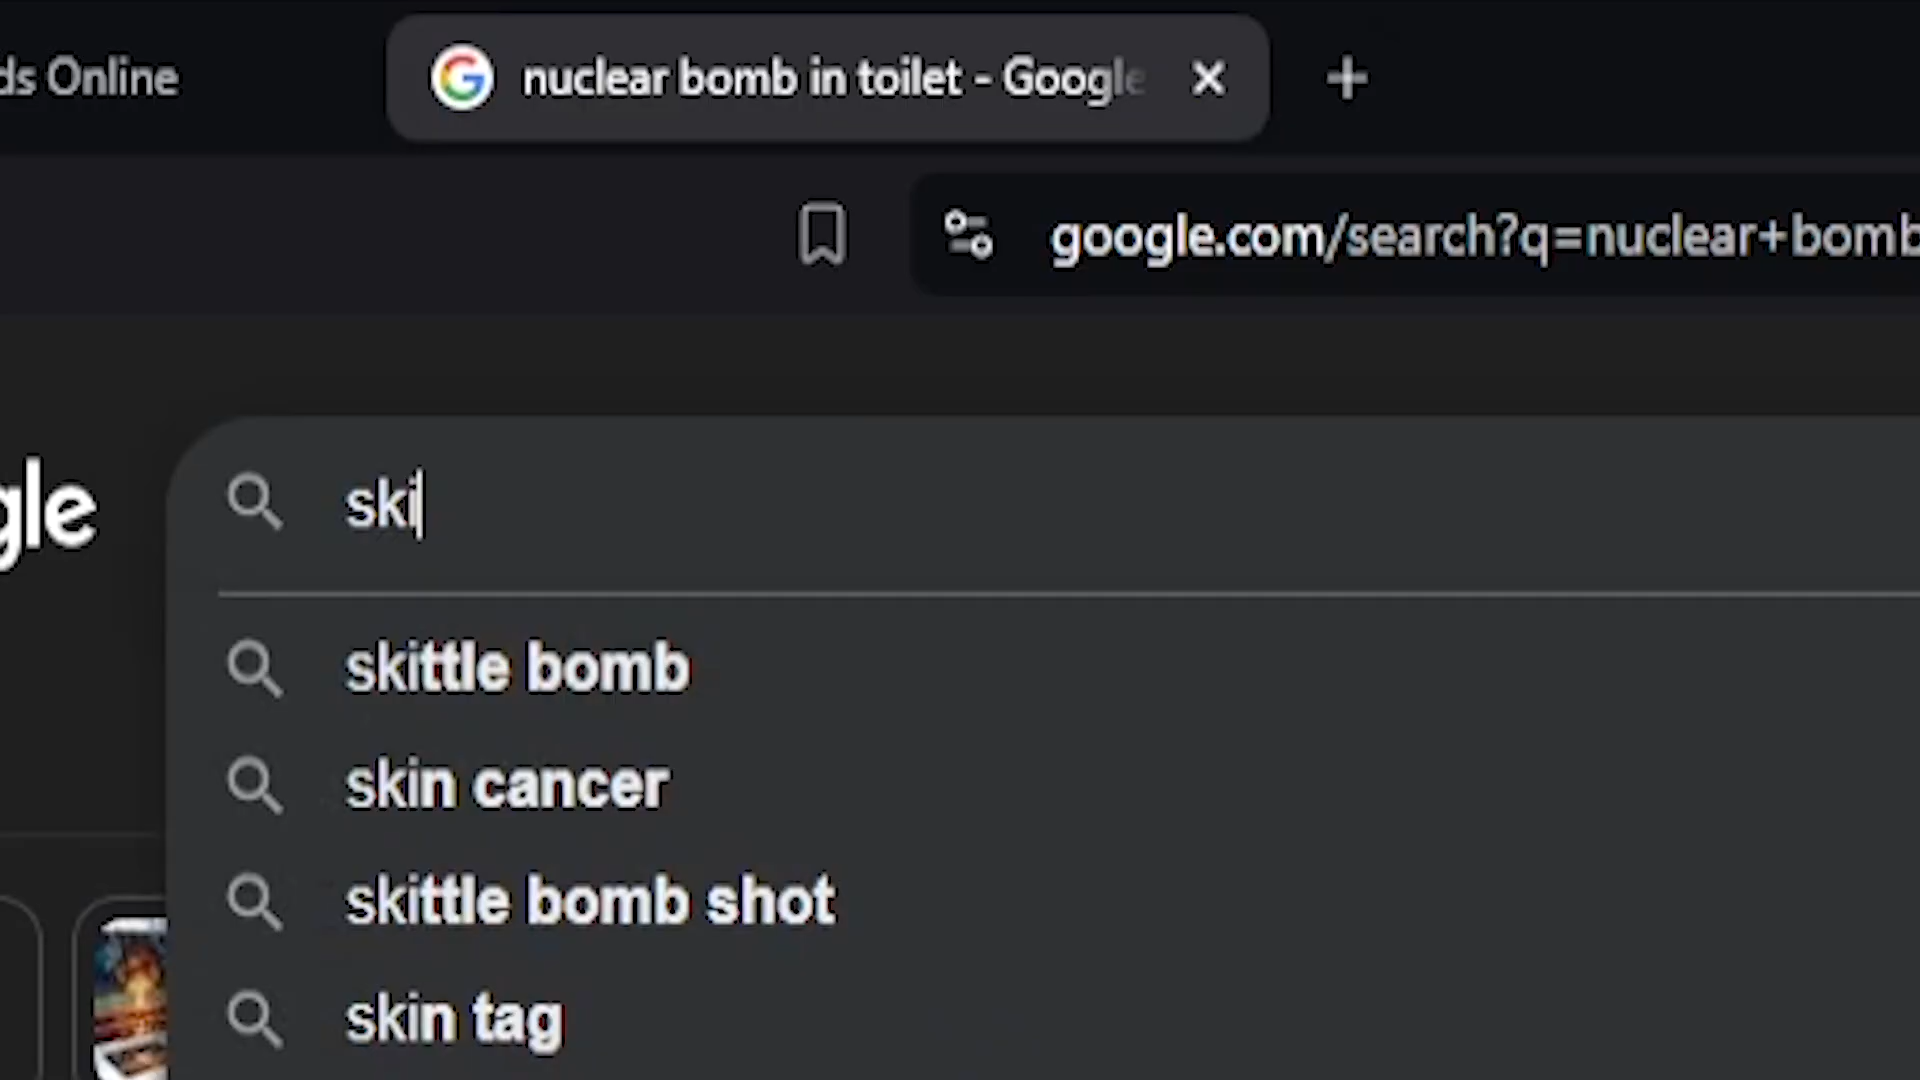 ds Online
nuclear bomb in toilet - Google
google.com/search?q=nuclear+bomb
gle
ski
skittle bomb
skin cancer
skittle bomb shot
skin tag